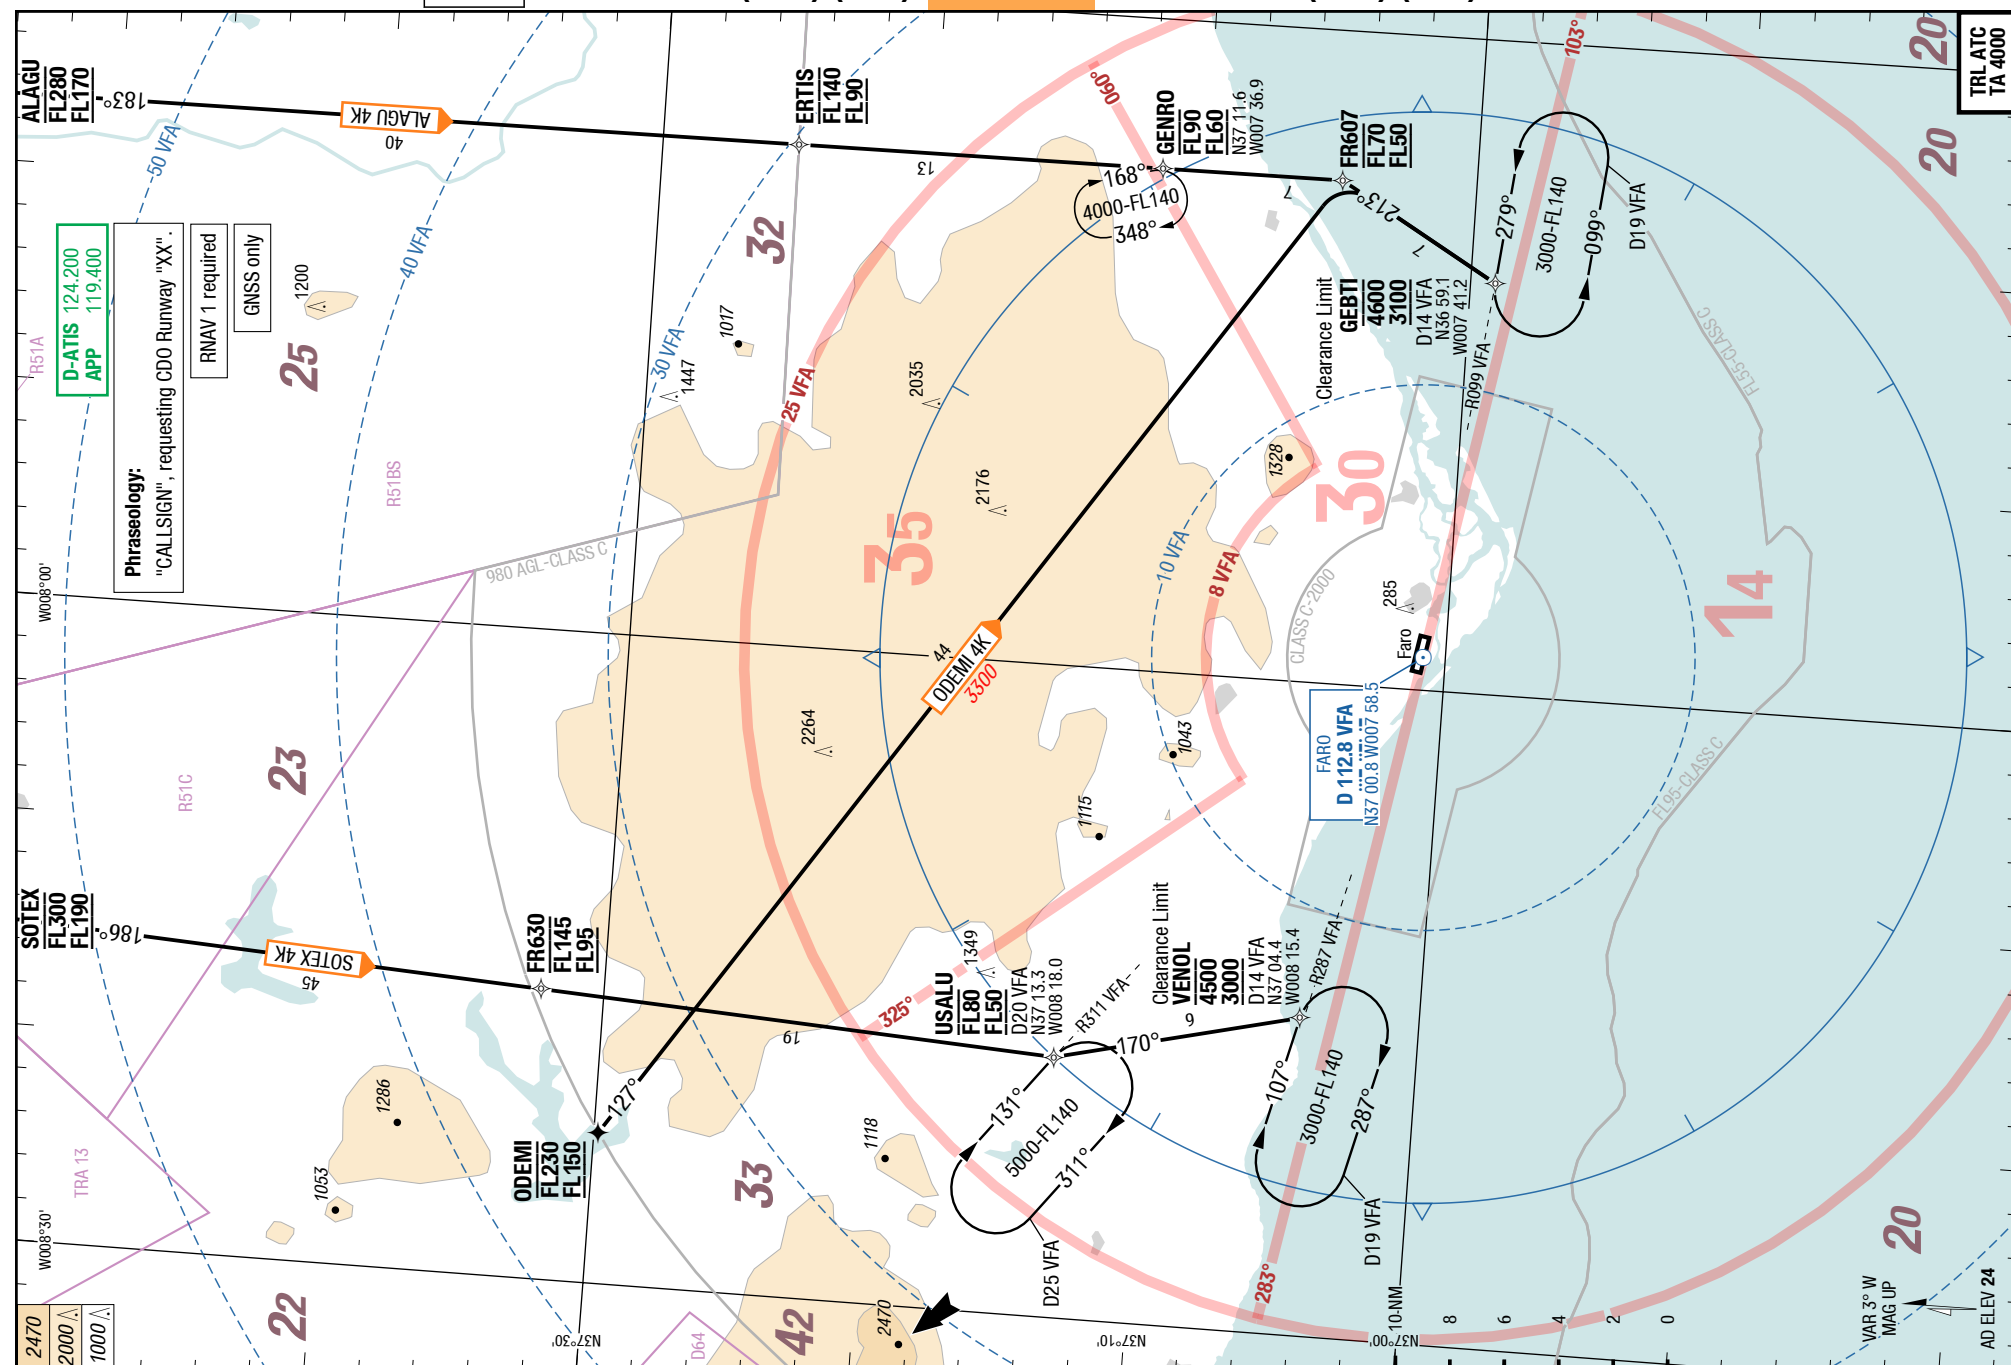 TRL ATC
TA 4000
ALAGU
FL280
FL170
183°
ALAGU 4K
40
ERTIS
FL140
FL90
13
GENRO
FL90
FL60
N37 11.6
W007 36.9
168°
4000-FL140
348°
7
FR607
FL70
FL50
213°
7
Clearance Limit
GEBTI
4600
3100
D14 VFA
N36 59.1
W007 41.2
R099 VFA
279°
3000-FL140
099°
D19 VFA
D-ATIS 124.200
APP 119.400
Phraseology:
"CALLSIGN", requesting CDO Runway "XX".
RNAV 1 required
GNSS only
R51A
R51BS
R51C
TRA 13
D64
50 VFA
40 VFA
30 VFA
25 VFA
10 VFA
8 VFA
060°
103°
325°
283°
25
32
23
22
33
42
20
20
20
35
30
14
1200
1017
1447
2035
2176
2264
1328
1043
1115
1349
285
1286
1053
1118
2470
980 AGL-CLASS C
CLASS C-2000
FL55-CLASS C
FL95-CLASS C
W008°00'
W008°30'
N37°30'
N37°10'
N37°00'
SOTEX
FL300
FL190
186°
SOTEX 4K
45
FR630
FL145
FL95
19
ODEMI
FL230
FL150
127°
ODEMI 4K
44
3300
USALU
FL80
FL50
D20 VFA
N37 13.3
W008 18.0
R311 VFA
131°
5000-FL140
311°
D25 VFA
170°
9
Clearance Limit
VENOL
4500
3000
D14 VFA
N37 04.4
W008 15.4
R287 VFA
107°
3000-FL140
287°
D19 VFA
Faro
FARO
D 112.8 VFA
N37 00.8 W007 58.5
10-NM
8
6
4
2
0
VAR 3° W
MAG UP
AD ELEV 24
2470
2000
1000